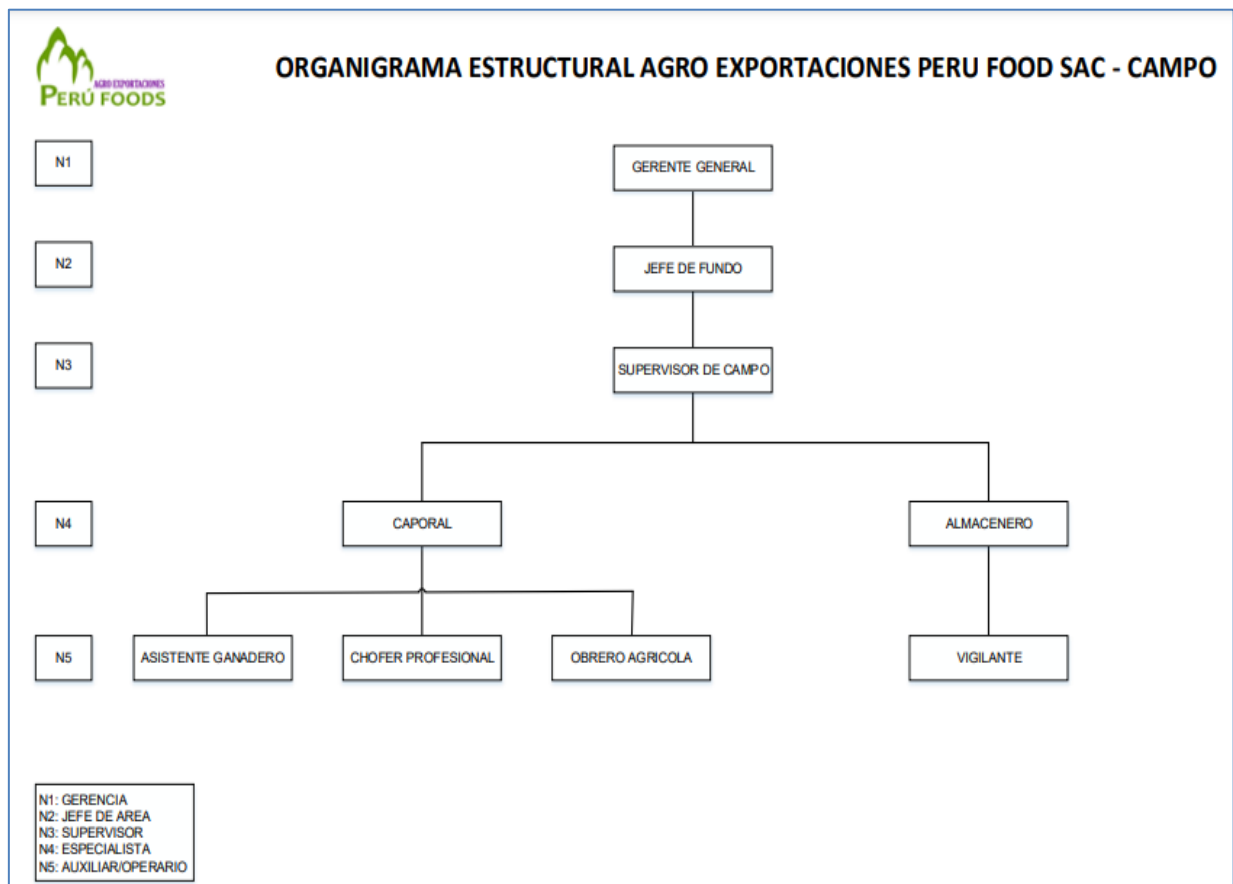 AGRO EXPORTACIONES
PERÚ FOODS
ORGANIGRAMA ESTRUCTURAL AGRO EXPORTACIONES PERU FOOD SAC - CAMPO
N1
GERENTE GENERAL
N2
JEFE DE FUNDO
N3
SUPERVISOR DE CAMPO
N4
CAPORAL
ALMACENERO
N5
ASISTENTE GANADERO
CHOFER PROFESIONAL
OBRERO AGRICOLA
VIGILANTE
N1: GERENCIA
N2: JEFE DE AREA
N3: SUPERVISOR
N4: ESPECIALISTA
N5: AUXILIAR/OPERARIO